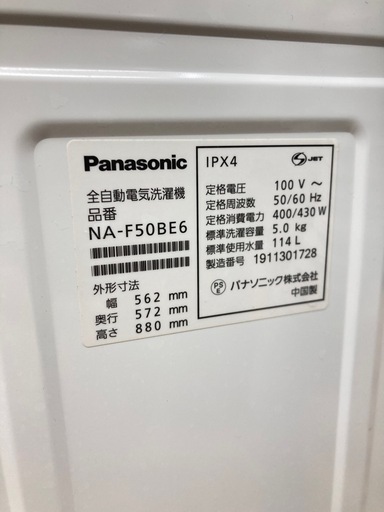 Panasonic
全自動電気洗濯機
品番
NA-F50BE6
外形寸法
幅 562 mm
奥行 572 mm
高さ 880 mm
IPX4
S JET
定格電圧 100 V ～
定格周波数 50/60 Hz
定格消費電力 400/430 W
標準洗濯容量 5.0 kg
標準使用水量 114 L
製造番号 1911301728
PS
E
パナソニック株式会社
中国製